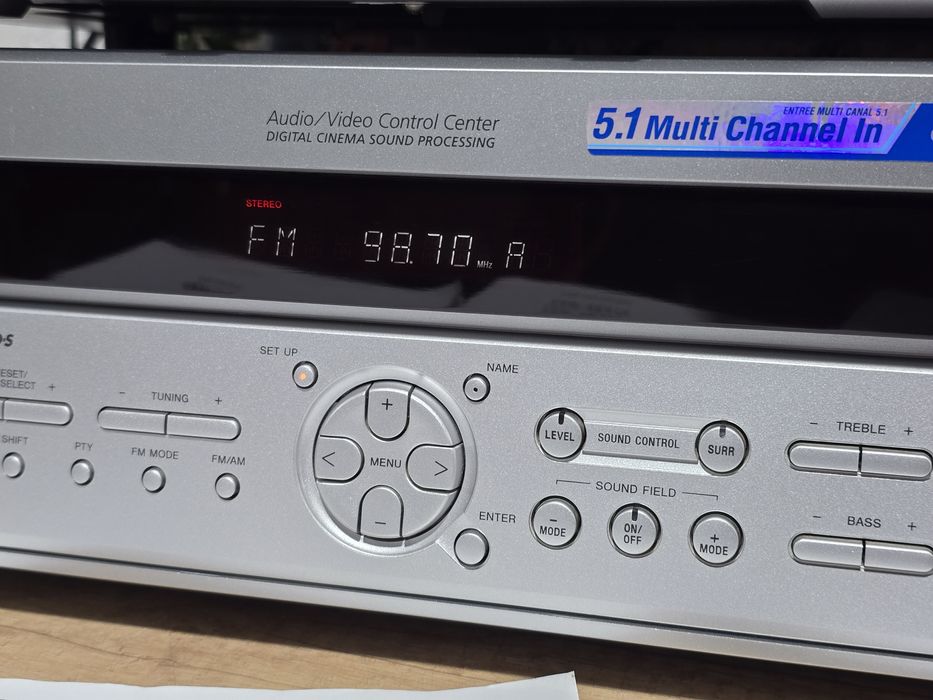 Audio/Video Control Center
DIGITAL CINEMA SOUND PROCESSING
ENTREE MULTI CANAL 5.1
5.1 Multi Channel In
STEREO
FM 98.70 MHz A
SET UP
NAME
- TUNING +
SELECT +
SHIFT
PTY
FM MODE
FM/AM
+
< MENU >
-
ENTER
LEVEL SOUND CONTROL SURR
SOUND FIELD
- MODE
ON/OFF
+ MODE
- TREBLE +
- BASS +